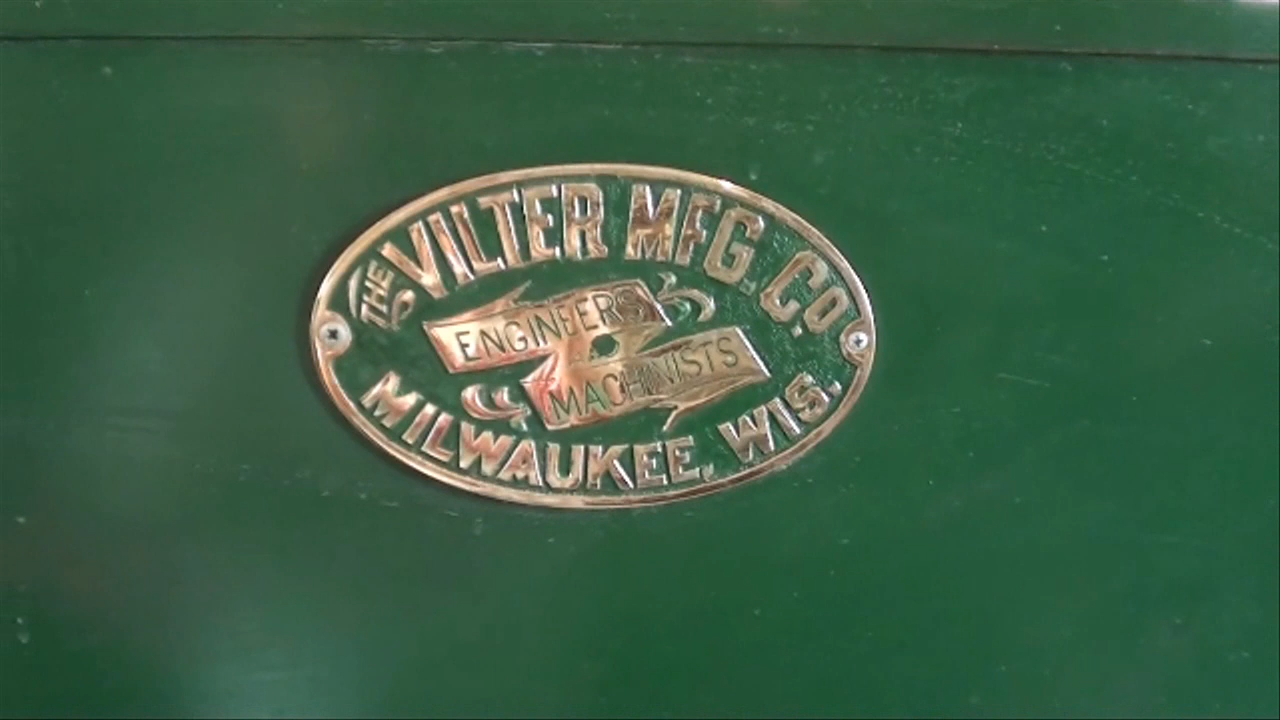 THE VILTER MFG. CO.
ENGINEERS
MACHINISTS
MILWAUKEE, WIS.